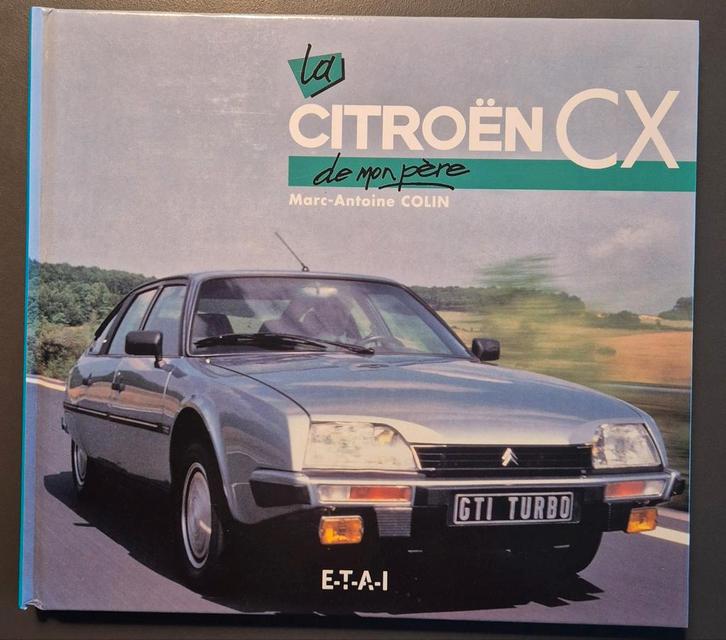 La
CITROËN CX
de mon père
Marc-Antoine COLIN
GTI TURBO
E-T-A-I